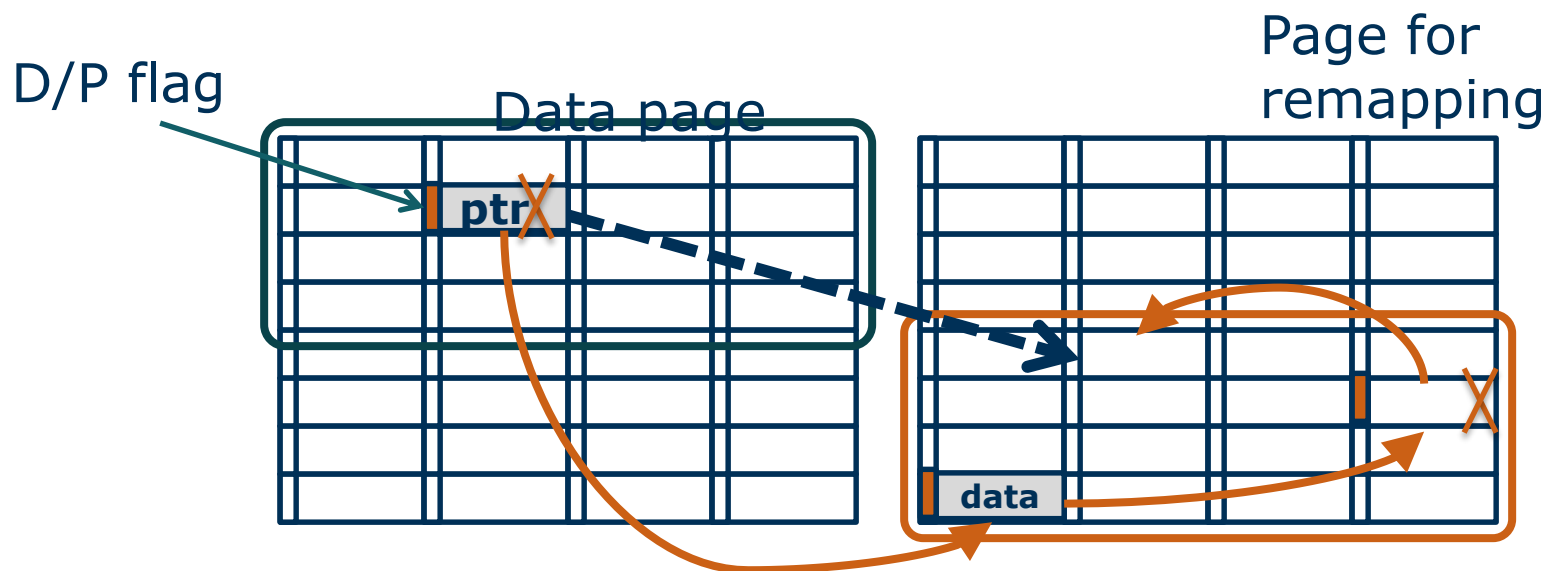 Page for
remapping
D/P flag
Data page
ptr
data